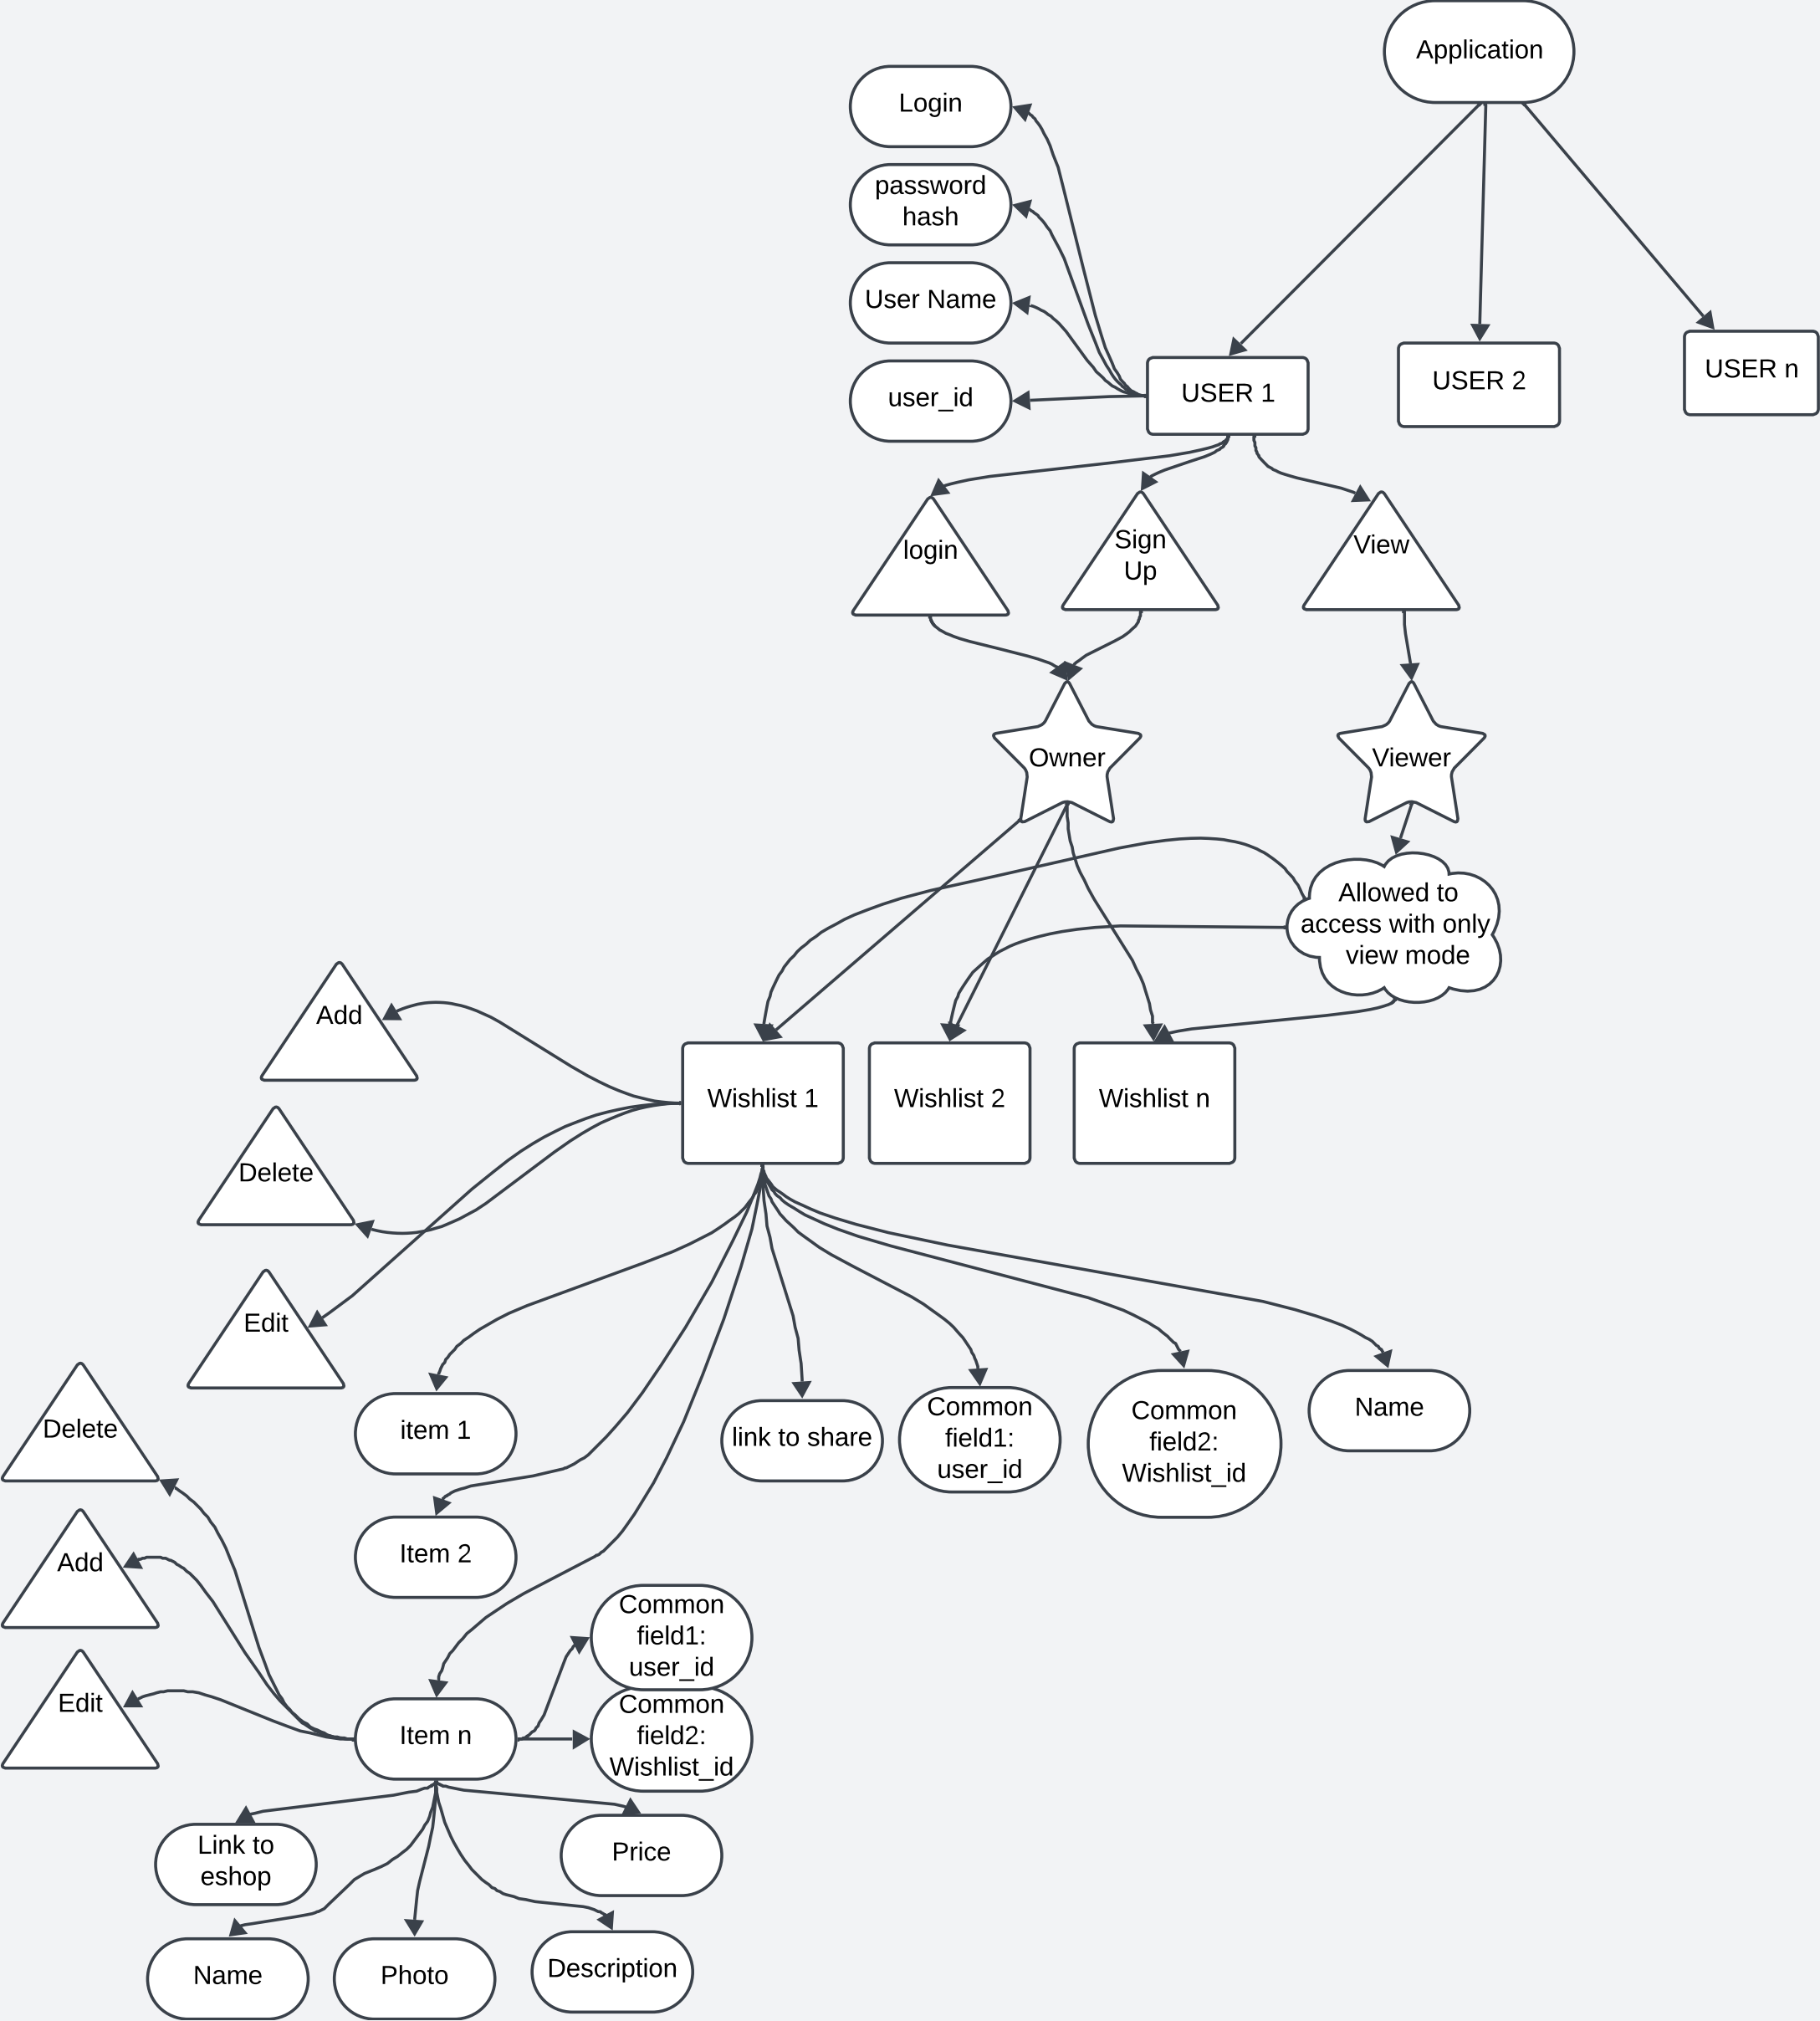 Application
Login
password
hash
User Name
user_id
USER 1
USER 2
USER n
login
Sign
Up
View
Owner
Viewer
Allowed to
access with only
view mode
Add
Delete
Edit
Wishlist 1
Wishlist 2
Wishlist n
item 1
Item 2
link to share
Common
field1:
user_id
Common
field2:
Wishlist_id
Name
Delete
Add
Edit
Item n
Common
field1:
user_id
Common
field2:
Wishlist_id
Link to
eshop
Price
Name
Photo
Description